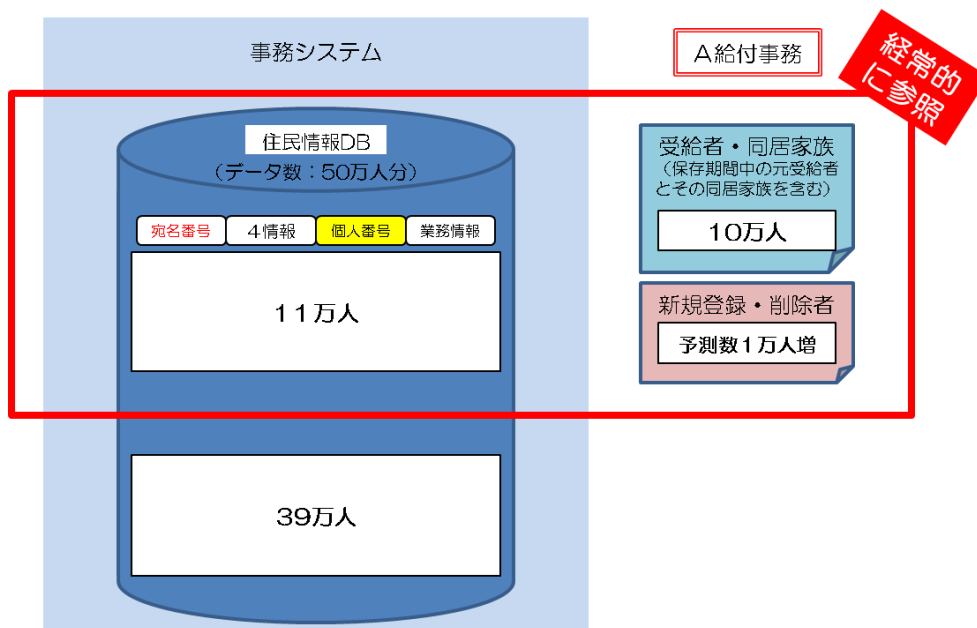 事務システム
A給付事務
経常的
に参照
住民情報DB
（データ数：50万人分）
宛名番号
4情報
個人番号
業務情報
11万人
39万人
受給者・同居家族
（保存期間中の元受給者
とその同居家族を含む）
10万人
新規登録・削除者
予測数1万人増